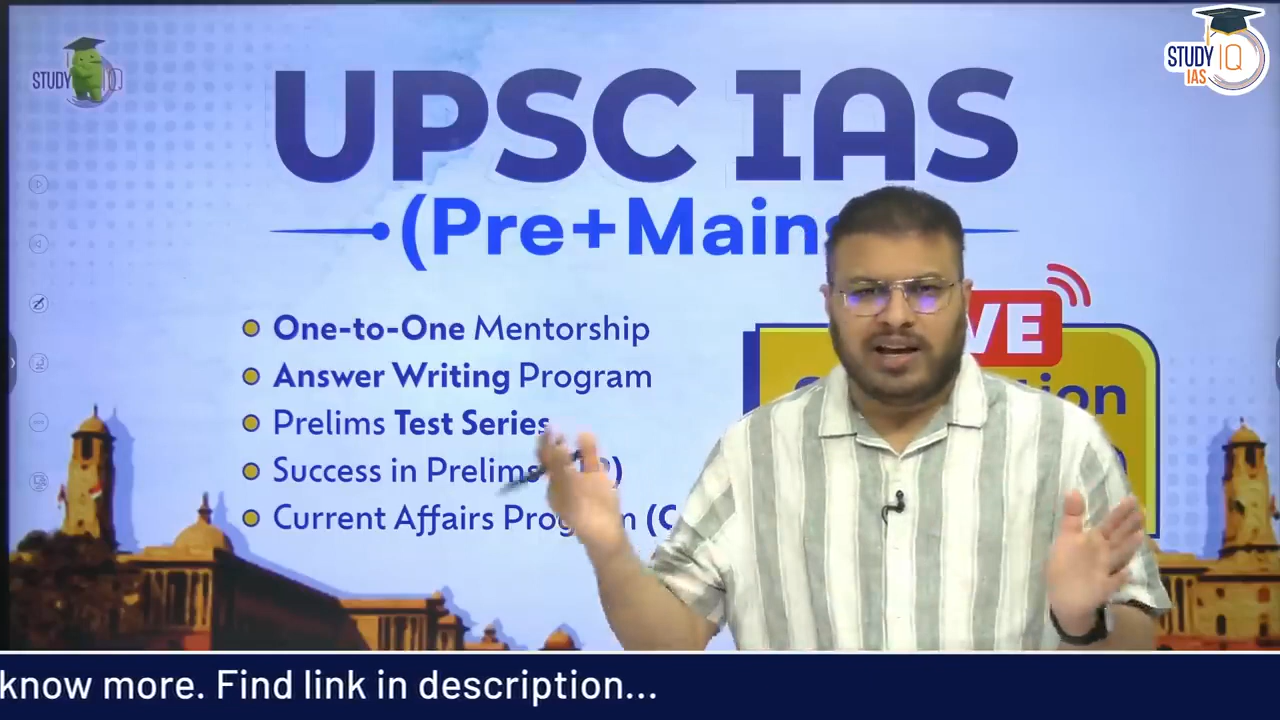 STUDY IQ
STUDY IQ
IAS
UPSC IAS
(Pre+Mains
One-to-One Mentorship
Answer Writing Program
Prelims Test Series
Success in Prelims
Current Affairs Program
know more. Find link in description...